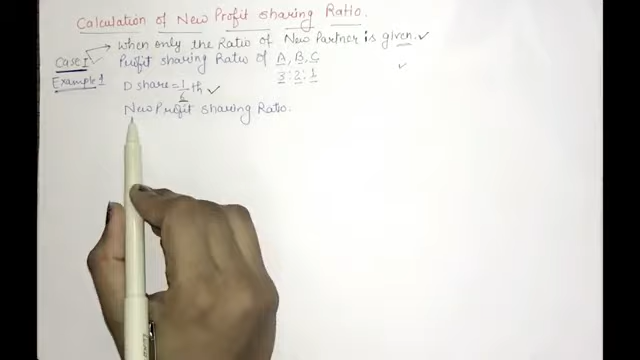 Calculation of New Profit sharing Ratio.
Case I → When only the Ratio of New Partner is given.
Profit sharing Ratio of A, B, C
Example 1 3:2:1
D share = 1/6 th
New Profit sharing Ratio.